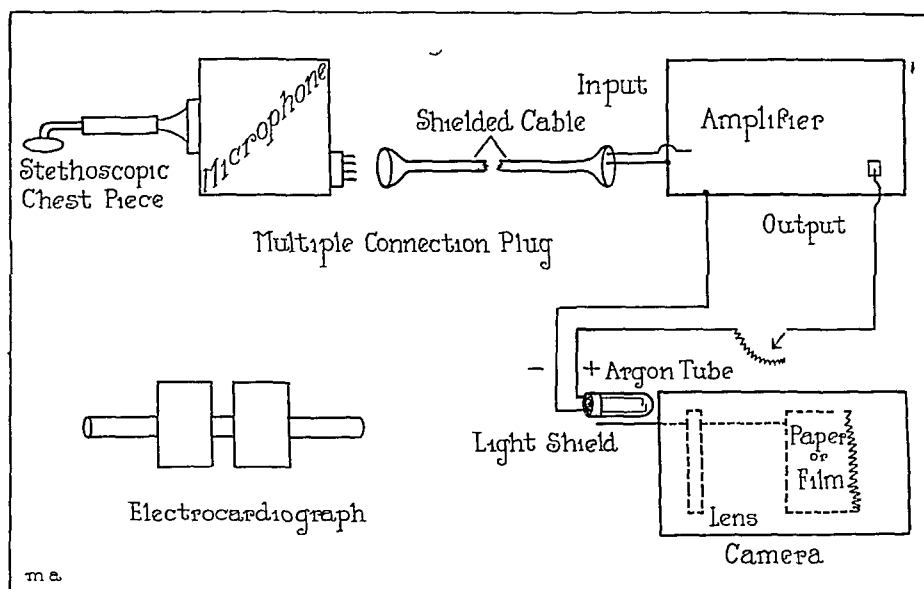 Microphone
Input
Shielded Cable
Amplifier
Stethoscopic
Chest Piece
Output
Multiple Connection Plug
- + Argon Tube
Light Shield
Paper
or
Film
Electrocardiograph
Lens
Camera
ma